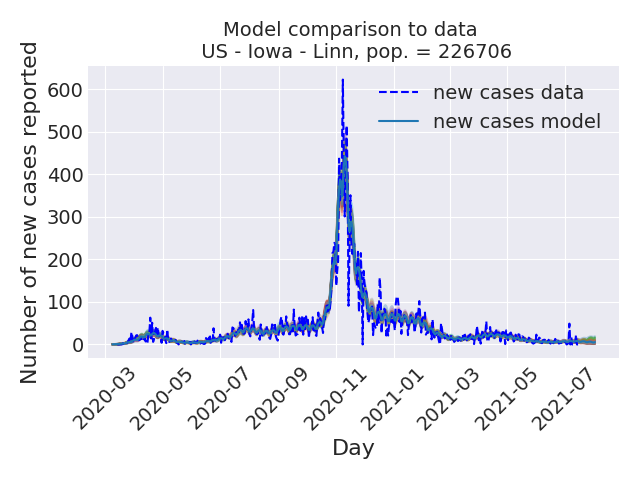 Model comparison to data
US - Iowa - Linn, pop. = 226706
Number of new cases reported
600
500
400
300
200
100
0
new cases data
new cases model
2020-03
2020-05
2020-07
2020-09
2020-11
2021-01
2021-03
2021-05
2021-07
Day